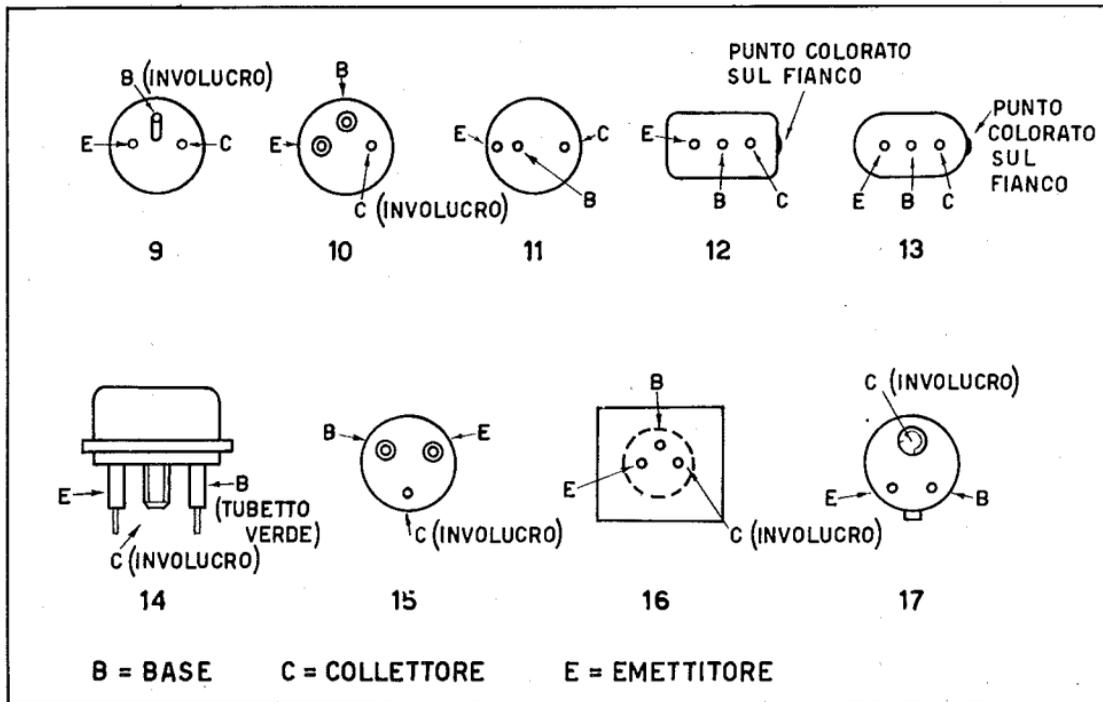 B (INVOLUCRO)
E
C
9
B
E
C (INVOLUCRO)
10
E
C
B
11
PUNTO COLORATO
SUL FIANCO
E
B
C
12
PUNTO
COLORATO
SUL
FIANCO
E
B
C
13
E
B
(TUBETTO
VERDE)
C (INVOLUCRO)
14
B
E
C (INVOLUCRO)
15
B
E
C (INVOLUCRO)
16
C (INVOLUCRO)
E
B
17
B = BASE C = COLLETTORE E = EMETTITORE